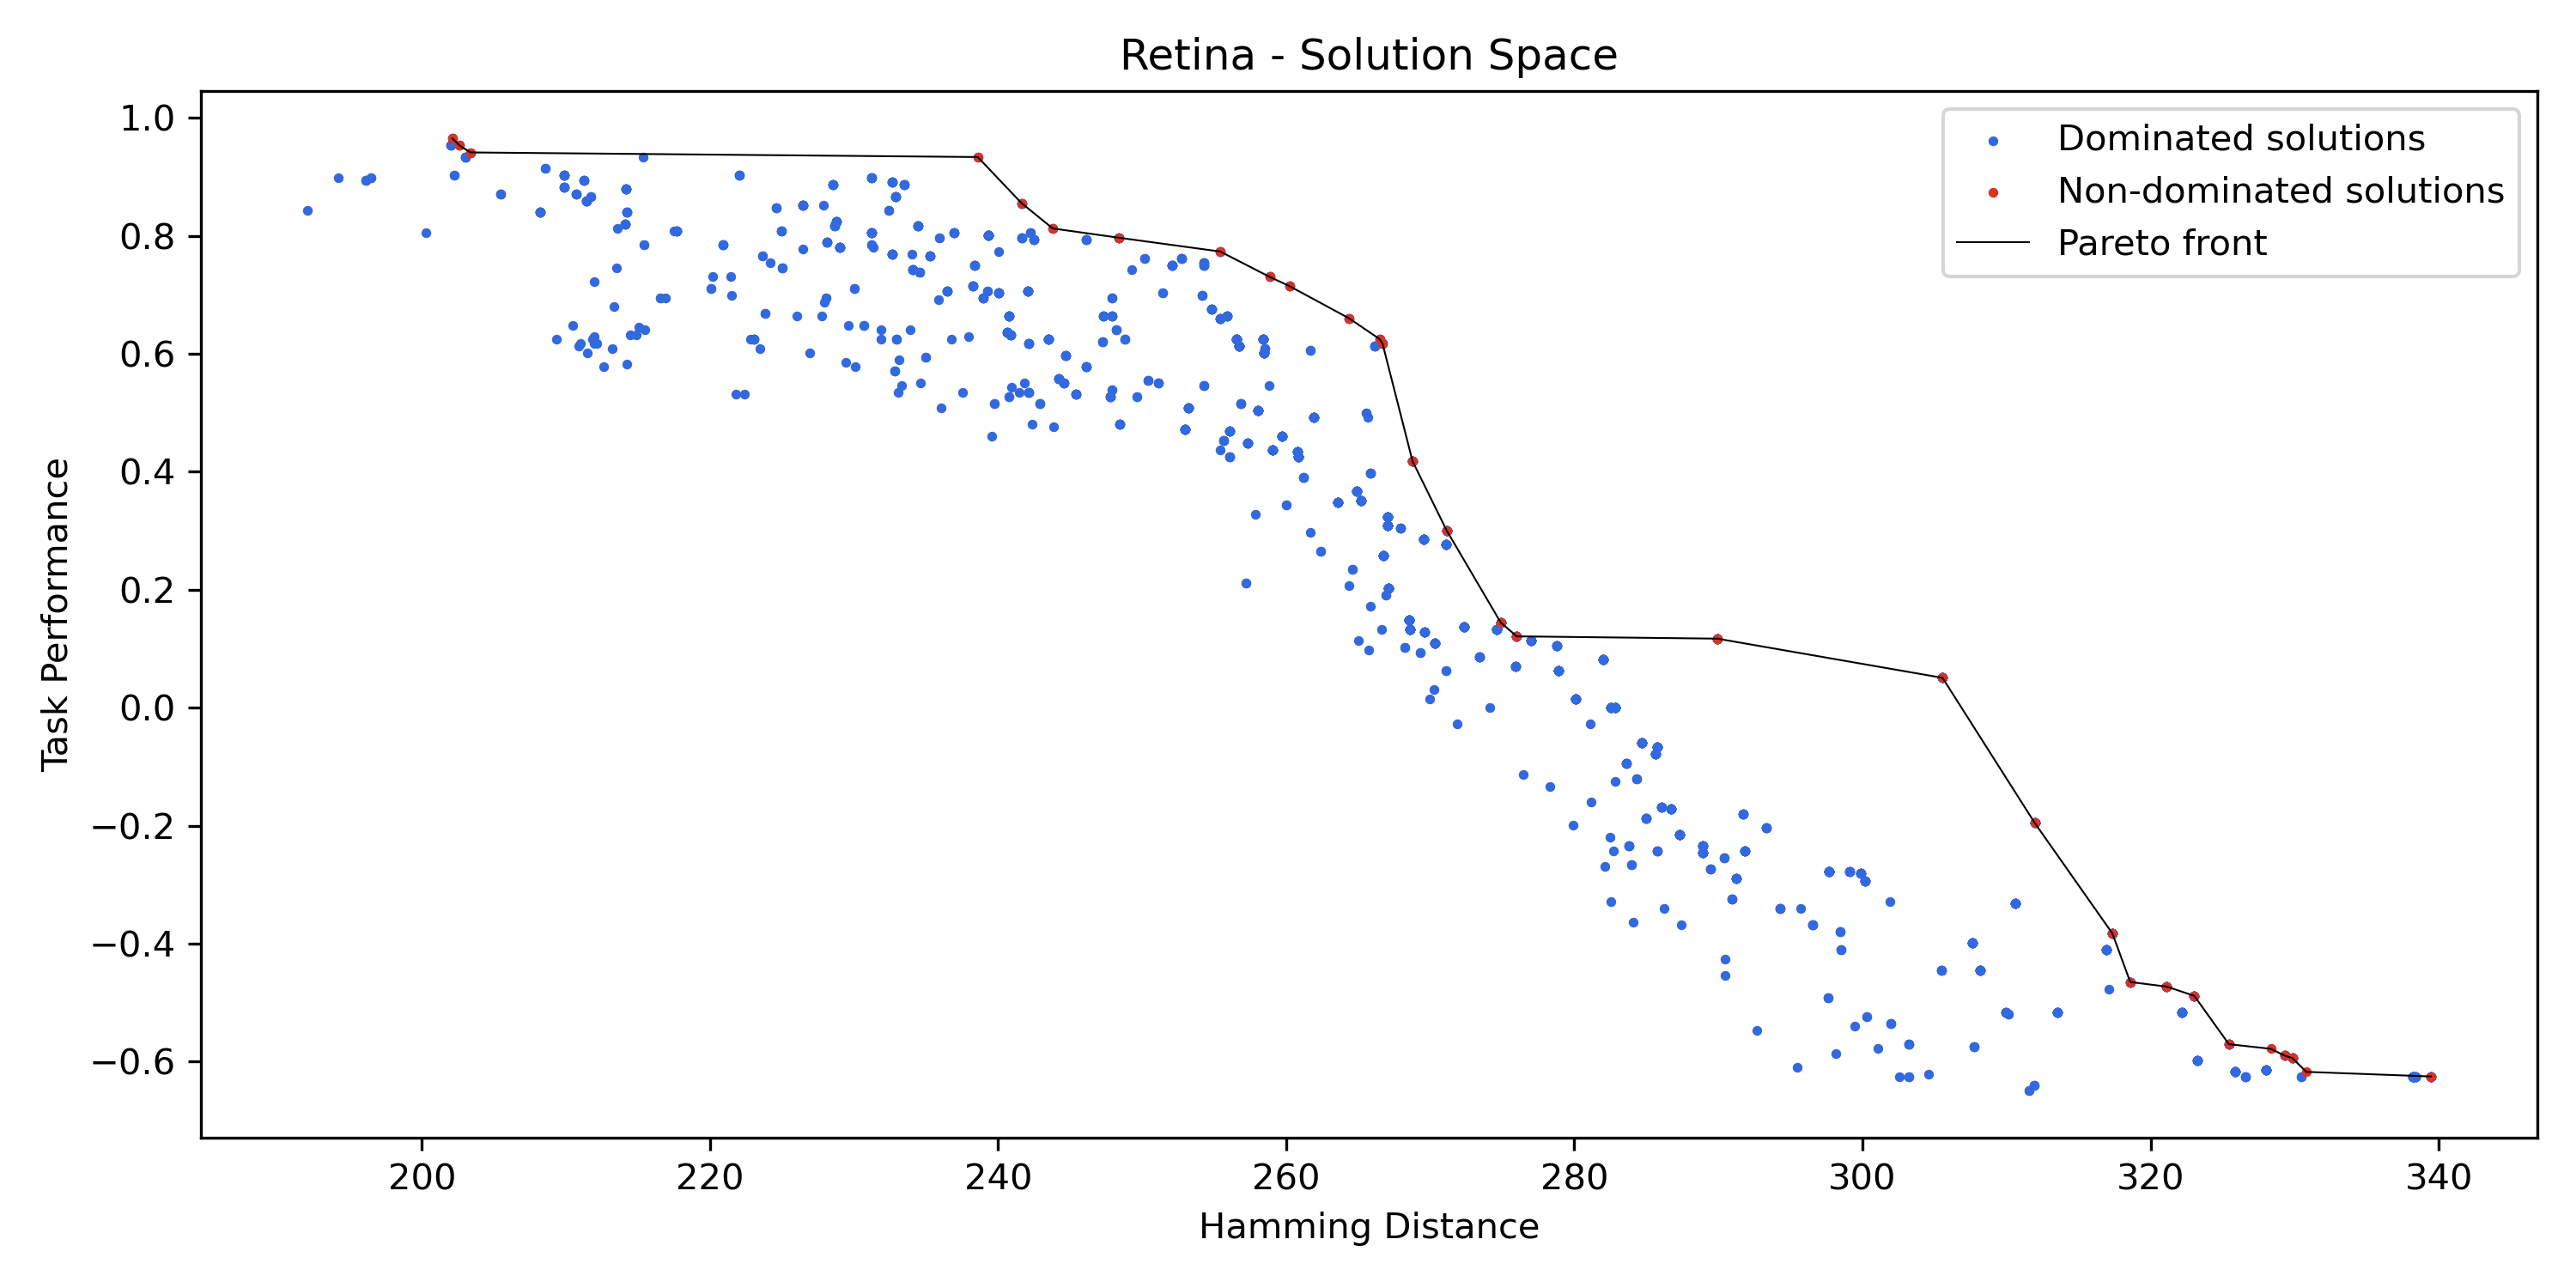 Retina - Solution Space
Dominated solutions
Non-dominated solutions
Pareto front
Task Performance
1.0
0.8
0.6
0.4
0.2
0.0
−0.2
−0.4
−0.6
200 220 240 260 280 300 320 340
Hamming Distance